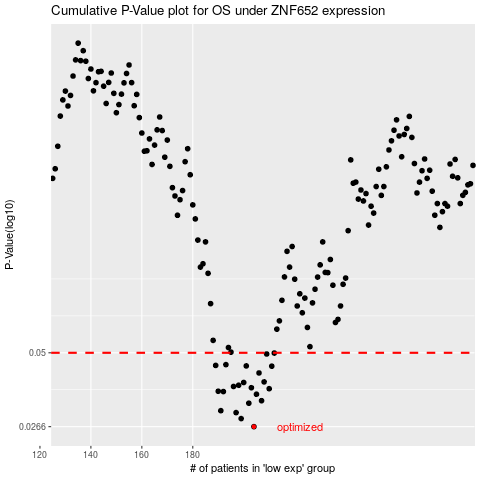 Cumulative P-Value plot for OS under ZNF652 expression
P-Value(log10)
0.05
0.0266
optimized
120 140 160 180
# of patients in 'low exp' group